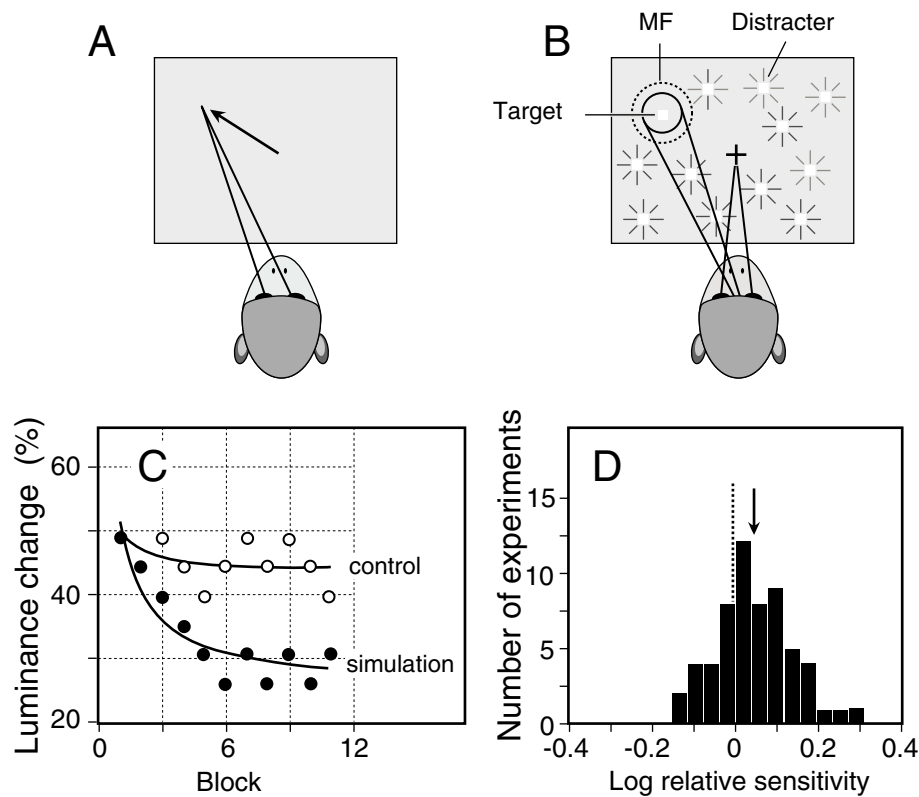 A
B
MF
Distracter
Target
C
Luminance change (%)
60
40
20
0
6
12
Block
control
simulation
D
Number of experiments
15
10
5
0
-0.4
-0.2
0
0.2
0.4
Log relative sensitivity